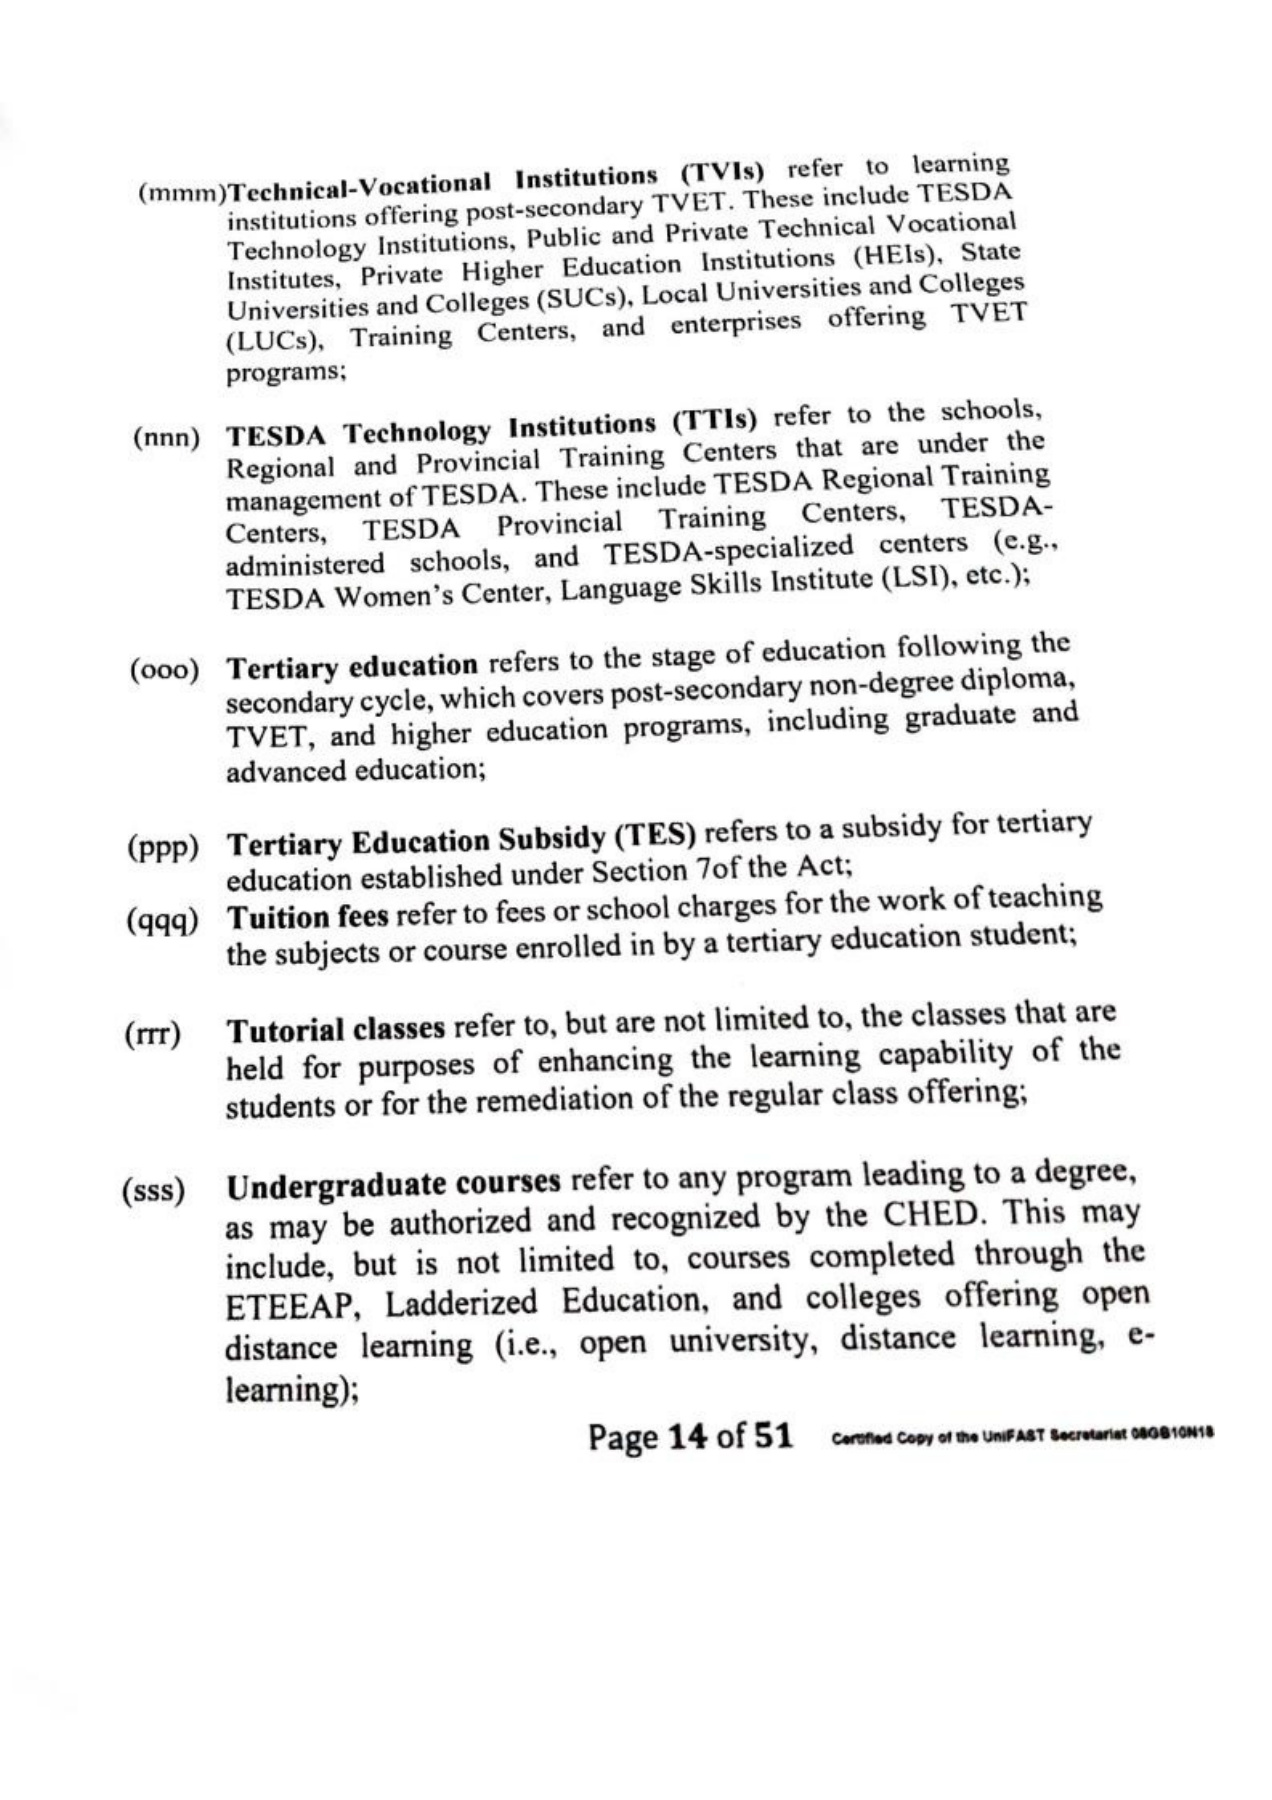 (mmm)Technical-Vocational Institutions (TVIs) refer to learning
institutions offering post-secondary TVET. These include TESDA
Technology Institutions, Public and Private Technical Vocational
Institutes, Private Higher Education Institutions (HEIs), State
Universities and Colleges (SUCs), Local Universities and Colleges
(LUCs), Training Centers, and enterprises offering TVET
programs;
(nnn) TESDA Technology Institutions (TTIs) refer to the schools,
Regional and Provincial Training Centers that are under the
management of TESDA. These include TESDA Regional Training
Centers, TESDA Provincial Training Centers, TESDA-
administered schools, and TESDA-specialized centers (e.g.,
TESDA Women's Center, Language Skills Institute (LSI), etc.);
(ooo) Tertiary education refers to the stage of education following the
secondary cycle, which covers post-secondary non-degree diploma,
TVET, and higher education programs, including graduate and
advanced education;
(ppp) Tertiary Education Subsidy (TES) refers to a subsidy for tertiary
education established under Section 7of the Act;
(qqq) Tuition fees refer to fees or school charges for the work of teaching
the subjects or course enrolled in by a tertiary education student;
(rrr) Tutorial classes refer to, but are not limited to, the classes that are
held for purposes of enhancing the learning capability of the
students or for the remediation of the regular class offering;
(sss) Undergraduate courses refer to any program leading to a degree,
as may be authorized and recognized by the CHED. This may
include, but is not limited to, courses completed through the
ETEEAP, Ladderized Education, and colleges offering open
distance learning (i.e., open university, distance learning, e-
learning);
Page 14 of 51 Certified Copy of the UniFAST Secretariat 08GB10N18